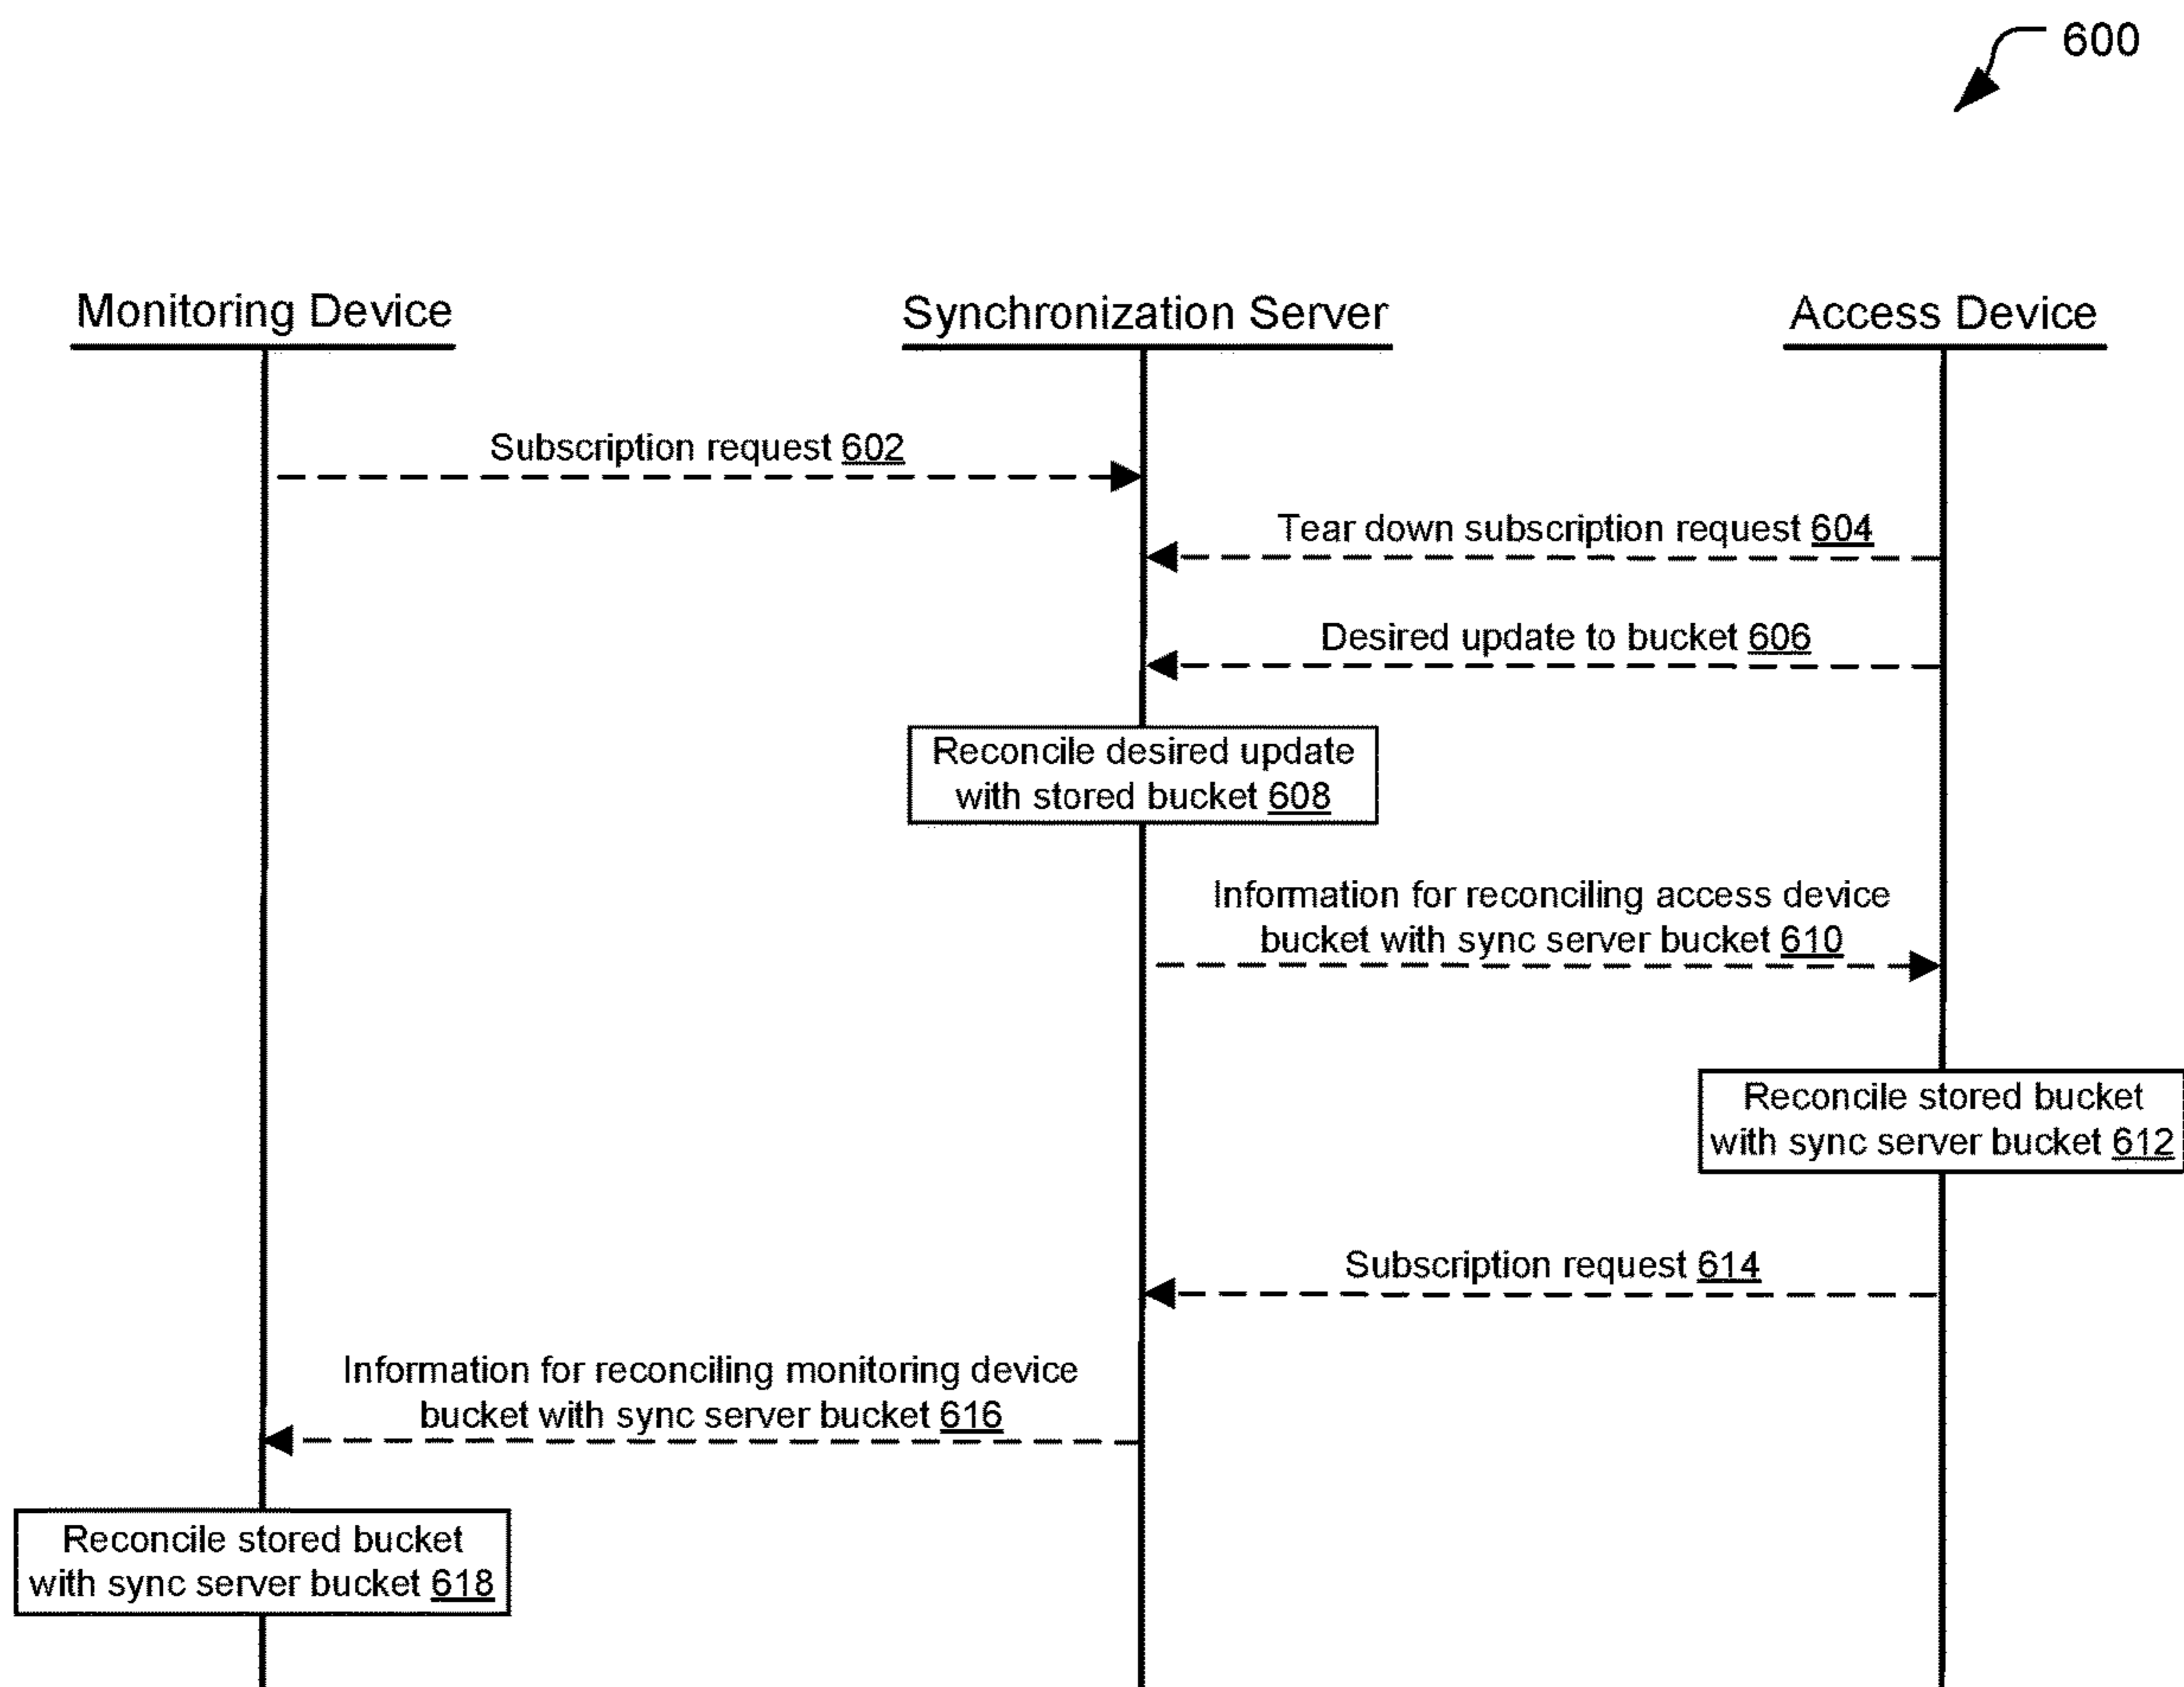 600
Monitoring Device
Synchronization Server
Access Device
Subscription request 602
Tear down subscription request 604
Desired update to bucket 606
Reconcile desired update
with stored bucket 608
Information for reconciling access device
bucket with sync server bucket 610
Reconcile stored bucket
with sync server bucket 612
Subscription request 614
Information for reconciling monitoring device
bucket with sync server bucket 616
Reconcile stored bucket
with sync server bucket 618